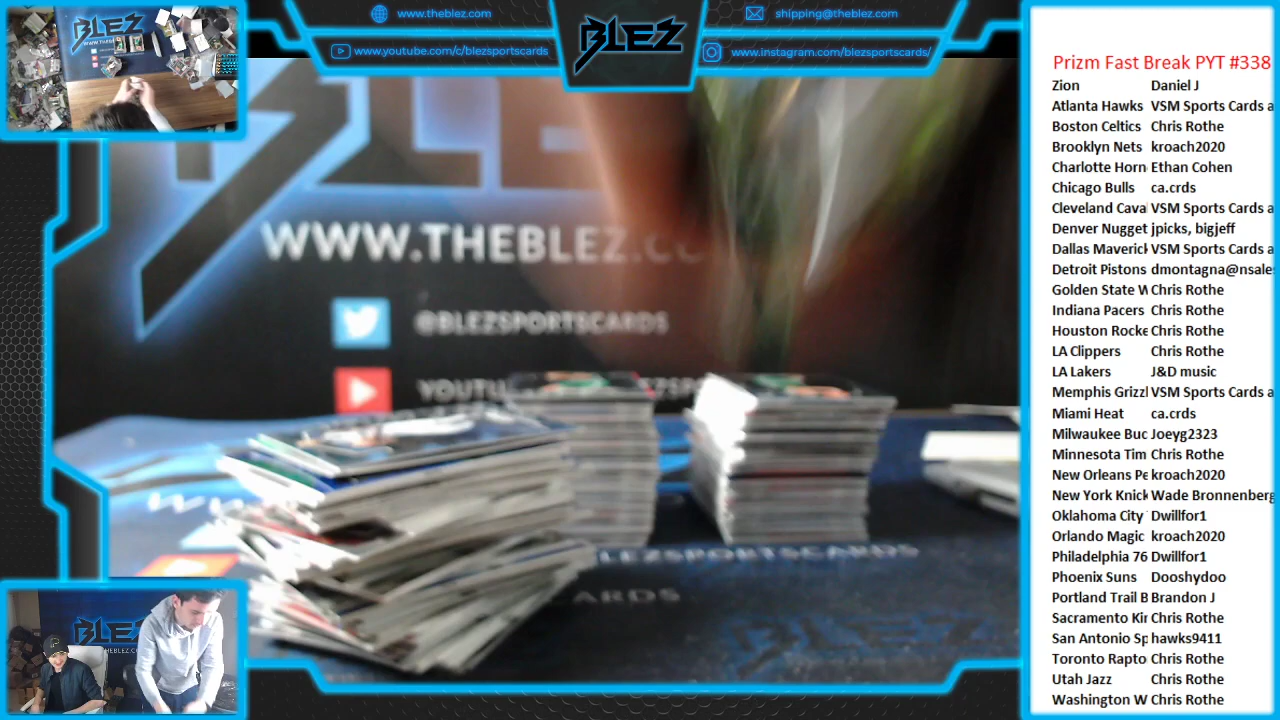 www.theblez.com
www.youtube.com/c/blezsportscards
BLEZ
shipping@theblez.com
www.instagram.com/blezsportscards/
WWW.THEBLEZ.CO
@BLEZSPORTSCARDS
YOUTU
BLEZSPORTSCARDS
CARDS
BLEZ
Prizm Fast Break PYT #338
Zion Daniel J
Atlanta Hawks VSM Sports Cards a
Boston Celtics Chris Rothe
Brooklyn Nets kroach2020
Charlotte Horn Ethan Cohen
Chicago Bulls ca.crds
Cleveland Cava VSM Sports Cards a
Denver Nugget jpicks, bigjeff
Dallas Maverick VSM Sports Cards a
Detroit Pistons dmontagna@nsale
Golden State W Chris Rothe
Indiana Pacers Chris Rothe
Houston Rocke Chris Rothe
LA Clippers Chris Rothe
LA Lakers J&D music
Memphis Grizzl VSM Sports Cards a
Miami Heat ca.crds
Milwaukee Buc Joeyg2323
Minnesota Tim Chris Rothe
New Orleans Pe kroach2020
New York Knick Wade Bronnenberg
Oklahoma City Dwillfor1
Orlando Magic kroach2020
Philadelphia 76 Dwillfor1
Phoenix Suns Dooshydoo
Portland Trail B Brandon J
Sacramento Kin Chris Rothe
San Antonio Sp hawks9411
Toronto Rapto Chris Rothe
Utah Jazz Chris Rothe
Washington W Chris Rothe